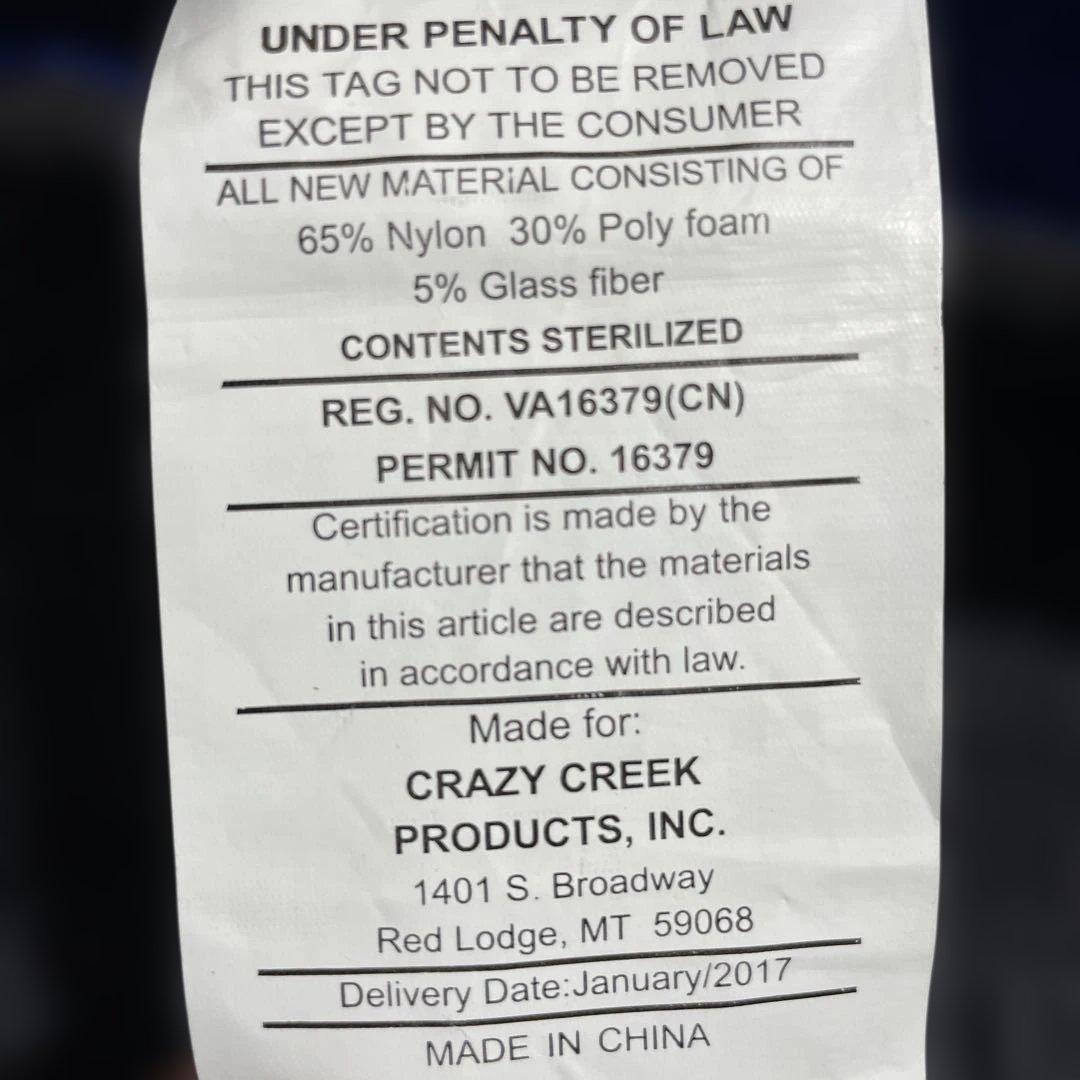 UNDER PENALTY OF LAW
THIS TAG NOT TO BE REMOVED
EXCEPT BY THE CONSUMER
ALL NEW MATERiAL CONSISTING OF
65% Nylon 30% Poly foam
5% Glass fiber
CONTENTS STERILIZED
REG. NO. VA16379(CN)
PERMIT NO. 16379
Certification is made by the
manufacturer that the materials
in this article are described
in accordance with law.
Made for:
CRAZY CREEK
PRODUCTS, INC.
1401 S. Broadway
Red Lodge, MT 59068
Delivery Date:January/2017
MADE IN CHINA